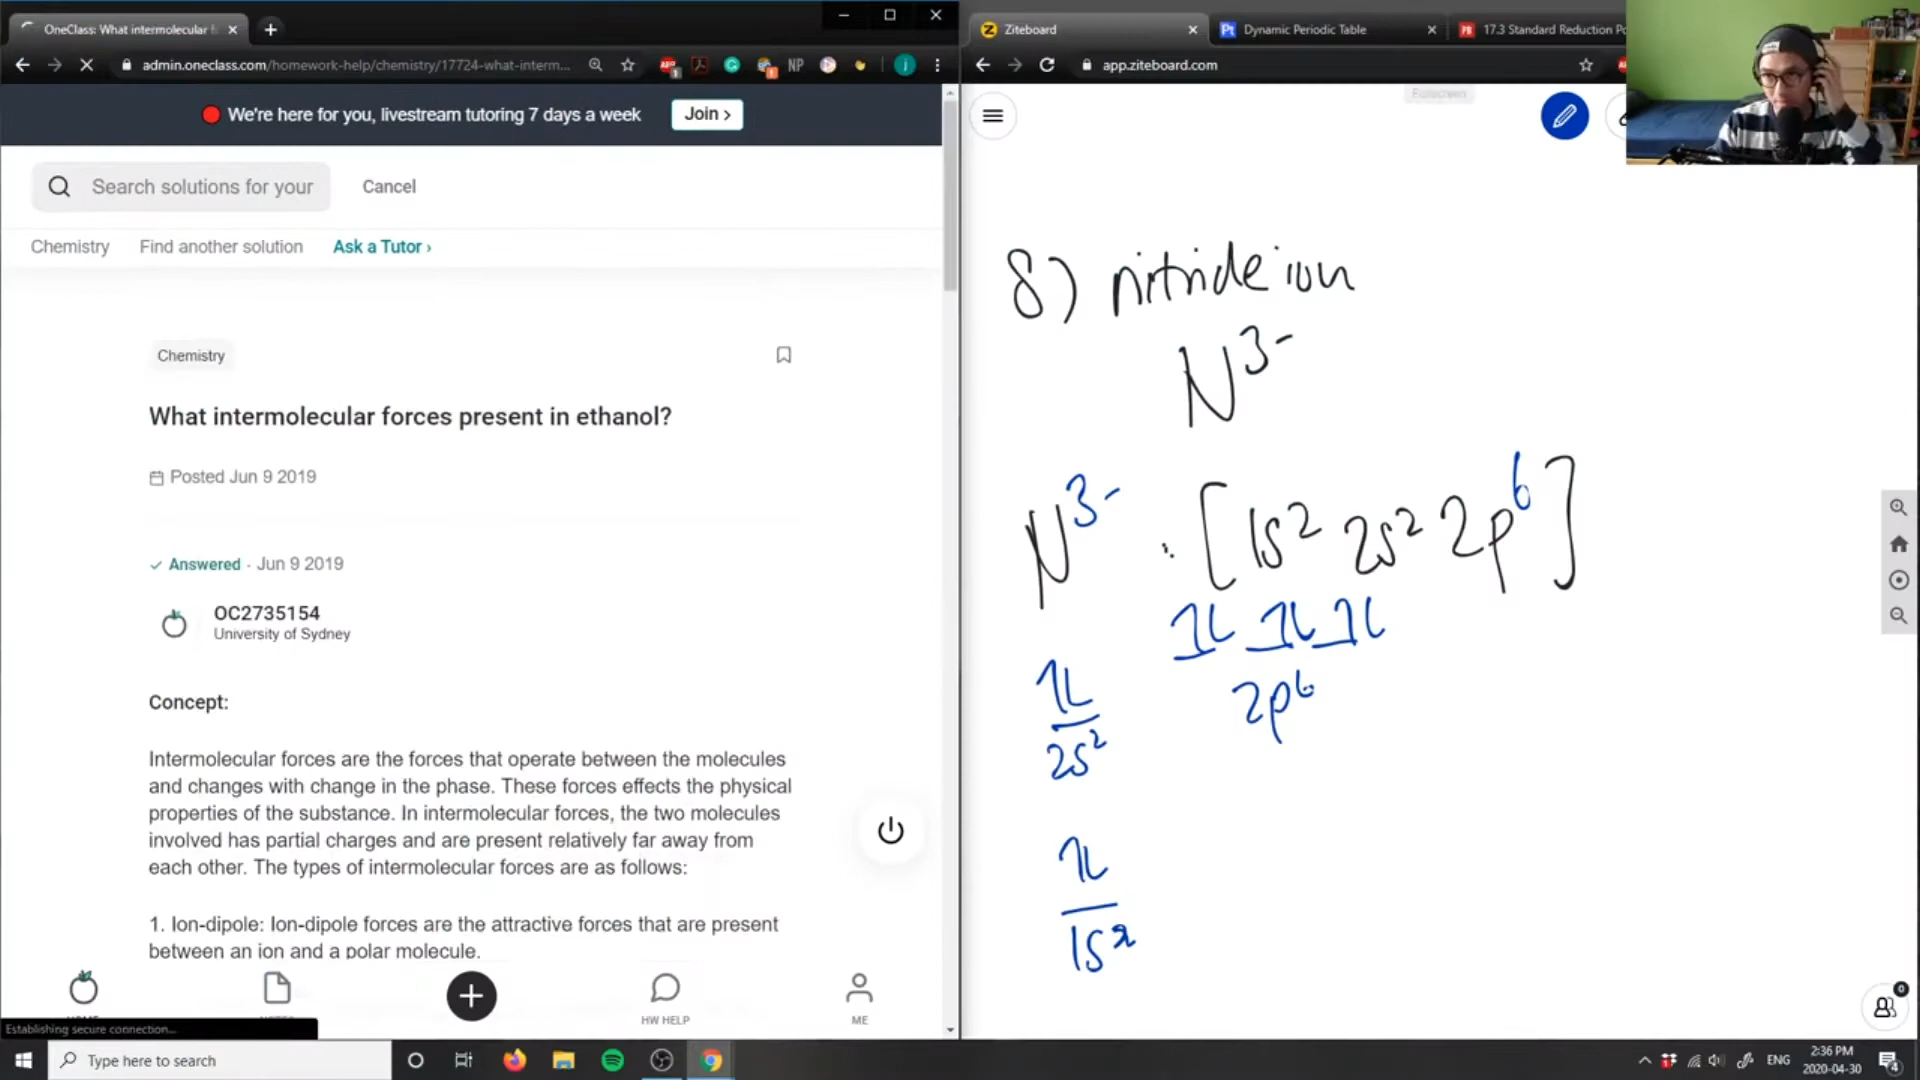 OneClass: What intermolecular f
admin.oneclass.com/homework-help/chemistry/17724-what-interm...
NP
We're here for you, livestream tutoring 7 days a week
Join >
Search solutions for your
Cancel
Chemistry
Find another solution
Ask a Tutor ›
Chemistry
What intermolecular forces present in ethanol?
Posted Jun 9 2019
Answered - Jun 9 2019
OC2735154
University of Sydney
Concept:
Intermolecular forces are the forces that operate between the molecules
and changes with change in the phase. These forces effects the physical
properties of the substance. In intermolecular forces, the two molecules
involved has partial charges and are present relatively far away from
each other. The types of intermolecular forces are as follows:
1. Ion-dipole: Ion-dipole forces are the attractive forces that are present
between an ion and a polar molecule.
HW HELP
ME
Establishing secure connection...
Ziteboard
Dynamic Periodic Table
17.3 Standard Reduction Po
app.ziteboard.com
Fullscreen
8) nitride ion
N³⁻
N³⁻ : [1s² 2s² 2p⁶]
2p⁶
2s²
1s²
0
Type here to search
ENG
2:36 PM
2020-04-30
4